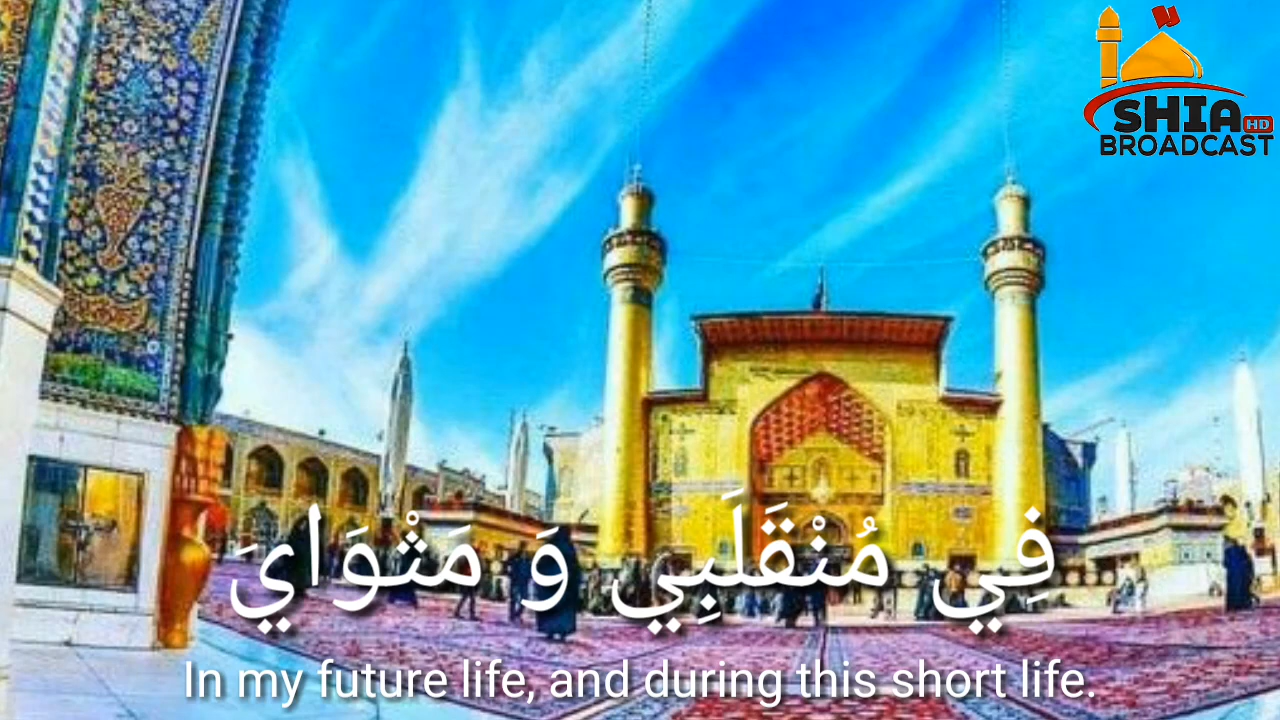 SHIA HD
BROADCAST
فِي مُنْقَلَبِي وَ مَثْوَايَ
In my future life, and during this short life.